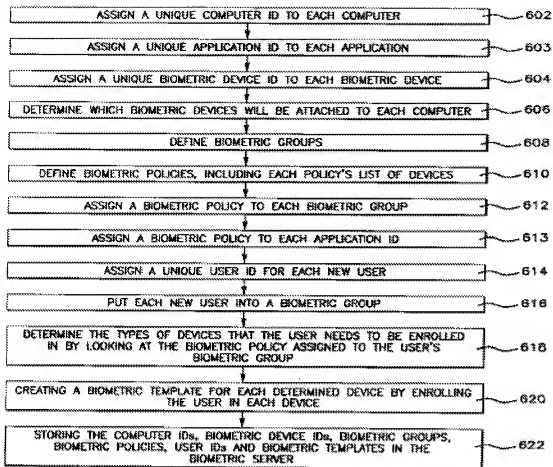 ASSIGN A UNIQUE COMPUTER ID TO EACH COMPUTER 602
ASSIGN A UNIQUE APPLICATION ID TO EACH APPLICATION 603
ASSIGN A UNIQUE BIOMETRIC DEVICE ID TO EACH BIOMETRIC DEVICE 604
DETERMINE WHICH BIOMETRIC DEVICES WILL BE ATTACHED TO EACH COMPUTER 606
DEFINE BIOMETRIC GROUPS 608
DEFINE BIOMETRIC POLICIES, INCLUDING EACH POLICY'S LIST OF DEVICES 610
ASSIGN A BIOMETRIC POLICY TO EACH BIOMETRIC GROUP 612
ASSIGN A BIOMETRIC POLICY TO EACH APPLICATION ID 613
ASSIGN A UNIQUE USER ID FOR EACH NEW USER 614
PUT EACH NEW USER INTO A BIOMETRIC GROUP 616
DETERMINE THE TYPES OF DEVICES THAT THE USER NEEDS TO BE ENROLLED
IN BY LOOKING AT THE BIOMETRIC POLICY ASSIGNED TO THE USER'S 618
BIOMETRIC GROUP
CREATING A BIOMETRIC TEMPLATE FOR EACH DETERMINED DEVICE BY ENROLLING
THE USER IN EACH DEVICE 620
STORING THE COMPUTER IDs, BIOMETRIC DEVICE IDs, BIOMETRIC GROUPS,
BIOMETRIC POLICIES, USER IDs AND BIOMETRIC TEMPLATES IN THE 622
BIOMETRIC SERVER